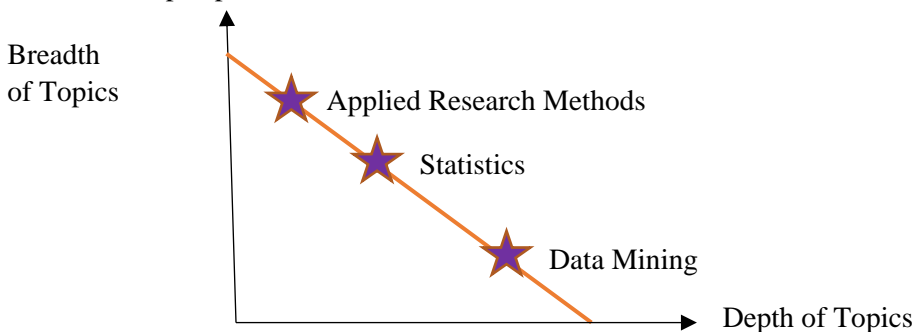 Breadth
of Topics
Applied Research Methods
Statistics
Data Mining
Depth of Topics